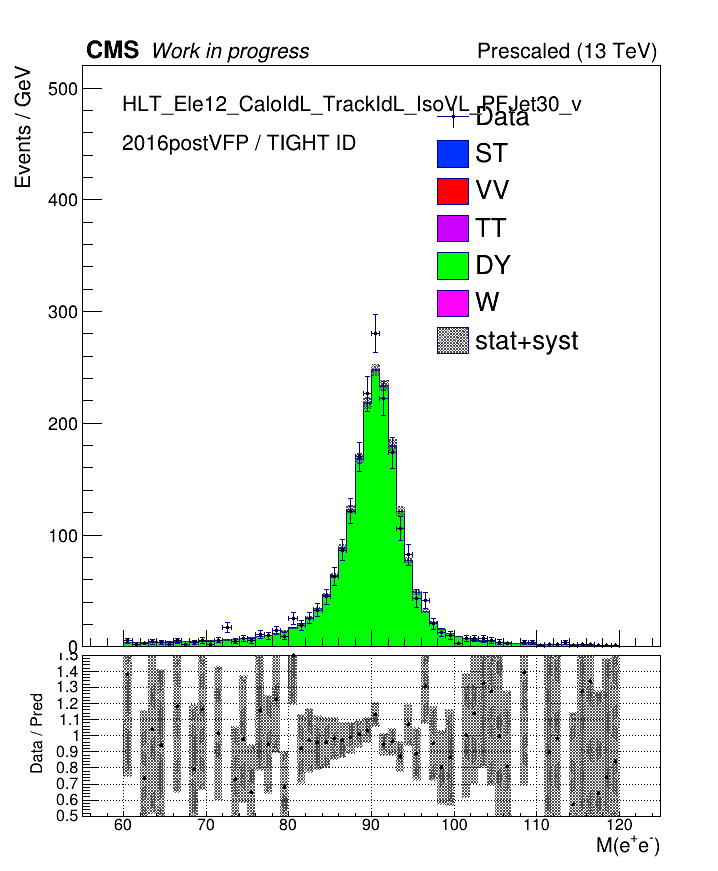 CMS Work in progress Prescaled (13 TeV)
Events / GeV
HLT_Ele12_CaloIdL_TrackIdL_IsoVL_PFJet30_v
2016postVFP / TIGHT ID
Data
ST
VV
TT
DY
W
stat+syst
500
400
300
200
100
0
Data / Pred
1.5
1.4
1.3
1.2
1.1
1
0.9
0.8
0.7
0.6
0.5
60 70 80 90 100 110 120
M(e⁺e⁻)